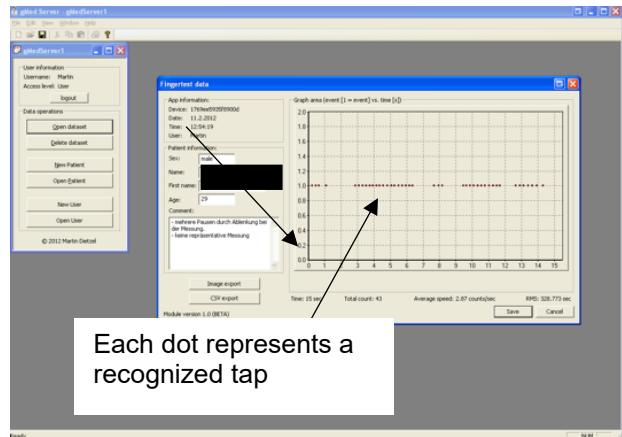 gMed Server - gMedServer1
File Edit View Window Help
gMedServer1
User information
Username: Martin
Access level: User
logout
Data operations
Open dataset
Delete dataset
New Patient
Open Patient
New User
Open User
© 2012 Martin Dietzel
Fingertest data
App information:
Device:
Date: 11.2.2012
Time: 12:54:19
User: Martin
Patient information:
Sex: male
Name:
First name:
Age: 29
Comment:
- mehrere Pausen durch Ablenkung bei
der Messung.
- keine repräsentative Messung
Image export
CSV export
Module version 1.0 (BETA)
Graph area (event [1 = event] vs. time [s])
2.0
1.8
1.6
1.4
1.2
1.0
0.8
0.6
0.4
0.2
0.0
0 1 2 3 4 5 6 7 8 9 10 11 12 13 14 15
Time: 15 sec Total count: 43 Average speed: 2.87 counts/sec RMS: 328.773 sec
Save Cancel
Each dot represents a
recognized tap
Ready NUM